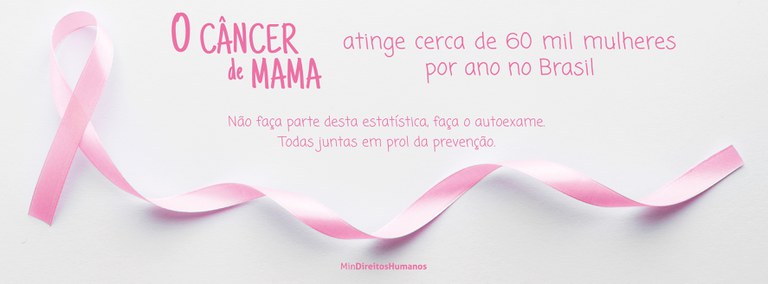 O CÂNCER
de MAMA
atinge cerca de 60 mil mulheres
por ano no Brasil
Não faça parte desta estatística, faça o autoexame.
Todas juntas em prol da prevenção.
MinDireitosHumanos